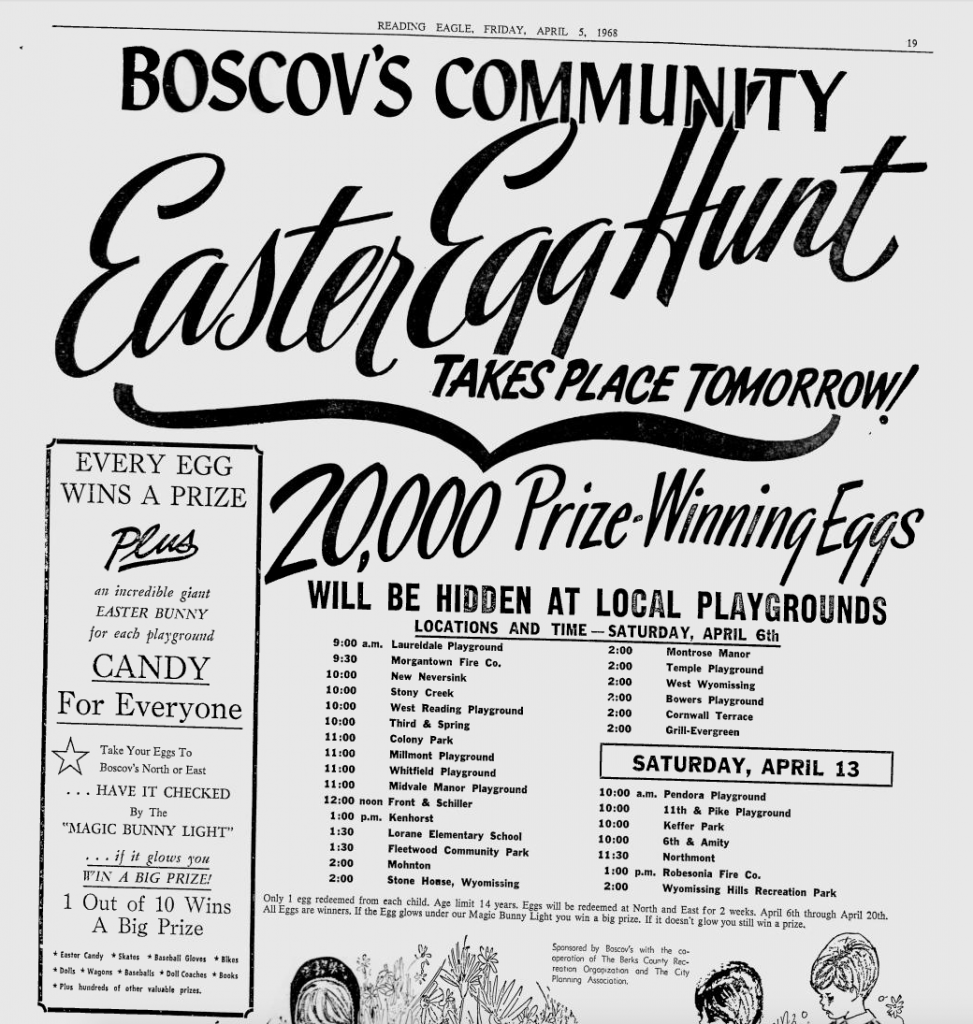 READING EAGLE, FRIDAY, APRIL 5, 1968
19
BOSCOV'S COMMUNITY
Easter Egg Hunt
TAKES PLACE TOMORROW!
EVERY EGG
WINS A PRIZE
Plus
an incredible giant
EASTER BUNNY
for each playground
CANDY
For Everyone
Take Your Eggs To
Boscov's North or East
. . . HAVE IT CHECKED
By The
"MAGIC BUNNY LIGHT"
. . . if it glows you
WIN A BIG PRIZE!
1 Out of 10 Wins
A Big Prize
* Easter Candy * Skates * Baseball Gloves * Bikes
* Dolls * Wagons * Baseballs * Doll Coaches * Books
* Plus hundreds of other valuable prizes.
20,000 Prize-Winning Eggs
WILL BE HIDDEN AT LOCAL PLAYGROUNDS
LOCATIONS AND TIME — SATURDAY, APRIL 6th
9:00 a.m. Laureldale Playground
9:30 Morgantown Fire Co.
10:00 New Neversink
10:00 Stony Creek
10:00 West Reading Playground
10:00 Third & Spring
11:00 Colony Park
11:00 Millmont Playground
11:00 Whitfield Playground
11:00 Midvale Manor Playground
12:00 noon Front & Schiller
1:00 p.m. Kenhorst
1:30 Lorane Elementary School
1:30 Fleetwood Community Park
2:00 Mohnton
2:00 Stone House, Wyomissing
2:00 Montrose Manor
2:00 Temple Playground
2:00 West Wyomissing
2:00 Bowers Playground
2:00 Cornwall Terrace
2:00 Grill-Evergreen
SATURDAY, APRIL 13
10:00 a.m. Pendora Playground
10:00 11th & Pike Playground
10:00 Keffer Park
10:00 6th & Amity
11:30 Northmont
1:00 p.m. Robesonia Fire Co.
2:00 Wyomissing Hills Recreation Park
Only 1 egg redeemed from each child. Age limit 14 years. Eggs will be redeemed at North and East for 2 weeks. April 6th through April 20th.
All Eggs are winners. If the Egg glows under our Magic Bunny Light you win a big prize. If it doesn't glow you still win a prize.
Sponsored by Boscov's with the co-
operation of The Berks County Rec-
reation Organization and The City
Planning Association.